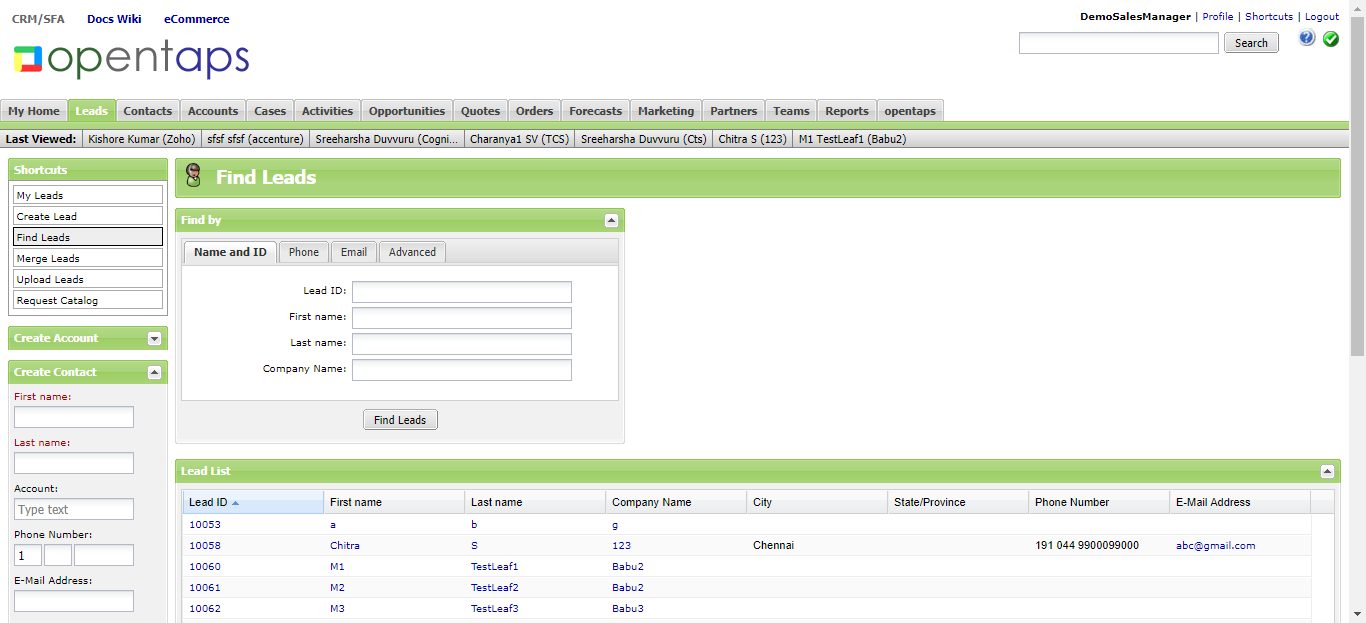 CRM/SFA Docs Wiki eCommerce
DemoSalesManager | Profile | Shortcuts | Logout
opentaps
Search
?
My Home Leads Contacts Accounts Cases Activities Opportunities Quotes Orders Forecasts Marketing Partners Teams Reports opentaps
Last Viewed: Kishore Kumar (Zoho) sfsf sfsf (accenture) Sreeharsha Duvvuru (Cogni... Charanya1 SV (TCS) Sreeharsha Duvvuru (Cts) Chitra S (123) M1 TestLeaf1 (Babu2)
Shortcuts
My Leads
Create Lead
Find Leads
Merge Leads
Upload Leads
Request Catalog
Create Account
Create Contact
First name:
Last name:
Account:
Type text
Phone Number:
1
E-Mail Address:
Find Leads
Find by
Name and ID Phone Email Advanced
Lead ID:
First name:
Last name:
Company Name:
Find Leads
Lead List
Lead ID First name Last name Company Name City State/Province Phone Number E-Mail Address
10053 a b g
10058 Chitra S 123 Chennai 191 044 9900099000 abc@gmail.com
10060 M1 TestLeaf1 Babu2
10061 M2 TestLeaf2 Babu2
10062 M3 TestLeaf3 Babu3